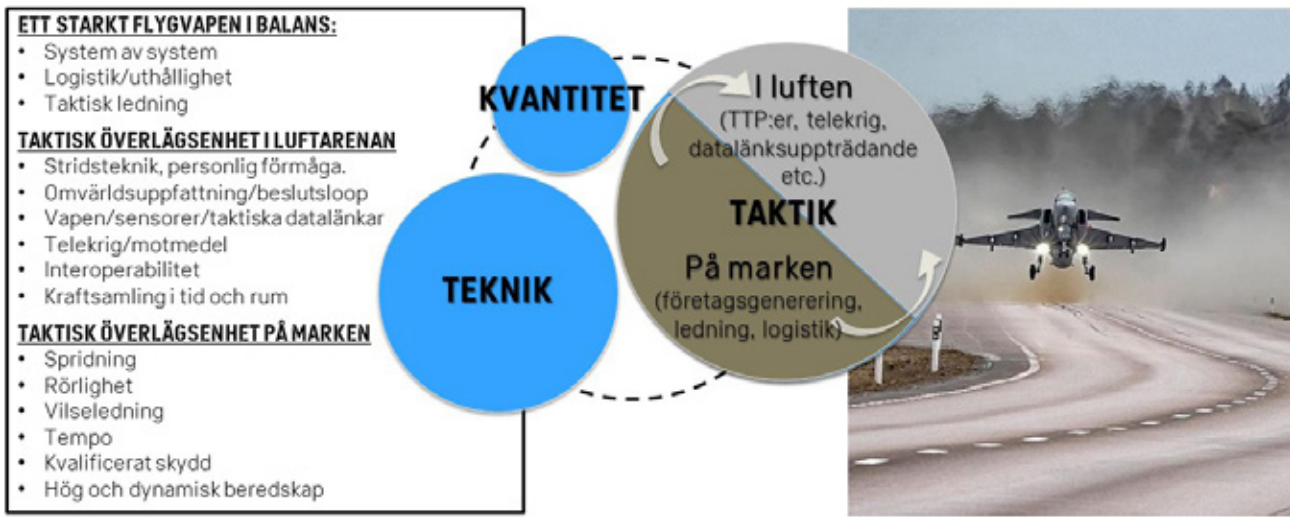 ETT STARKT FLYGVAPEN I BALANS:
• System av system
• Logistik/uthållighet
• Taktisk ledning
TAKTISK ÖVERLÄGSENHET I LUFTARENAN
• Stridsteknik, personlig förmåga.
• Omvärldsuppfattning/beslutsloop
• Vapen/sensorer/taktiska datalänkar
• Telekrig/motmedel
• Interoperabilitet
• Kraftsamling i tid och rum
TAKTISK ÖVERLÄGSENHET PÅ MARKEN
• Spridning
• Rörlighet
• Vilseledning
• Tempo
• Kvalificerat skydd
• Hög och dynamisk beredskap
KVANTITET
TEKNIK
I luften
(TTP:er, telekrig,
datalänksuppträdande
etc.)
TAKTIK
På marken
(företagsgenerering,
ledning, logistik)